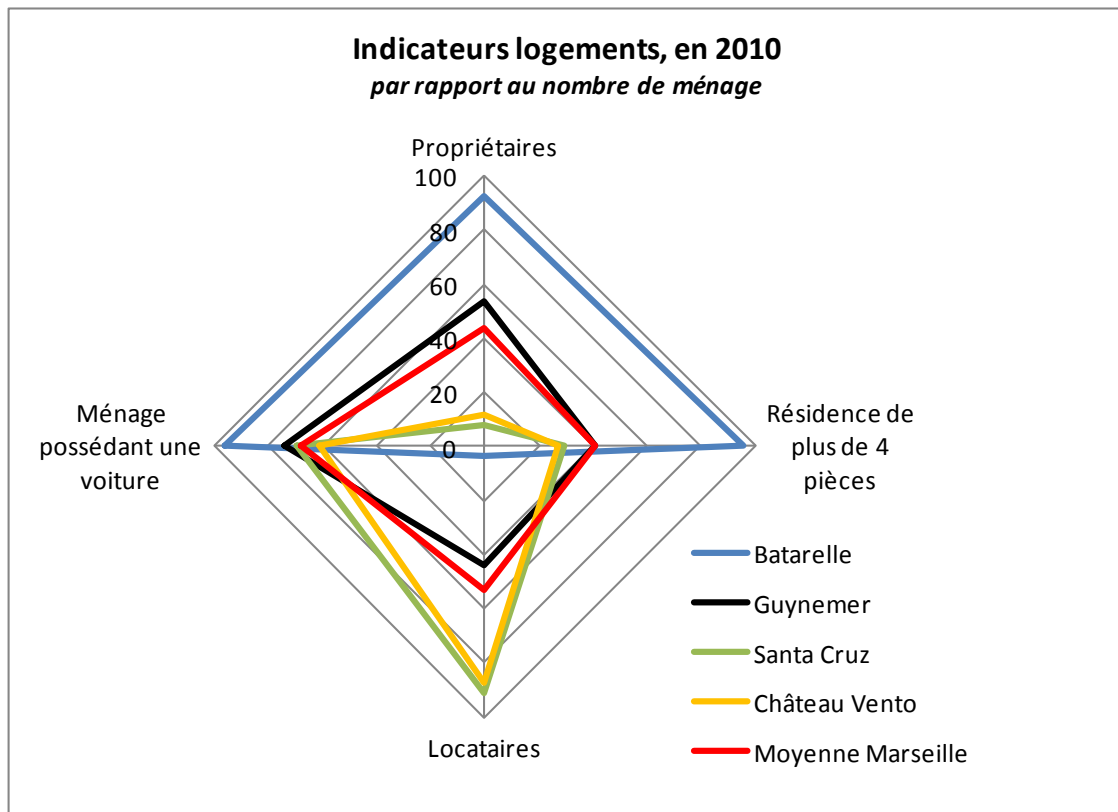 Indicateurs logements, en 2010
par rapport au nombre de ménage
Propriétaires
100
80
60
40
20
0
Ménage
possédant une
voiture
Résidence de
plus de 4
pièces
Locataires
Batarelle
Guynemer
Santa Cruz
Château Vento
Moyenne Marseille